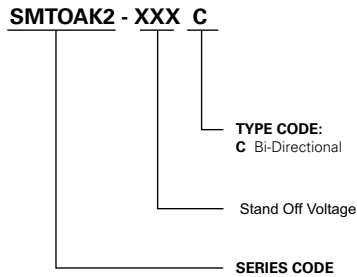 SMTOAK2 - XXX C
TYPE CODE:
C Bi-Directional
Stand Off Voltage
SERIES CODE